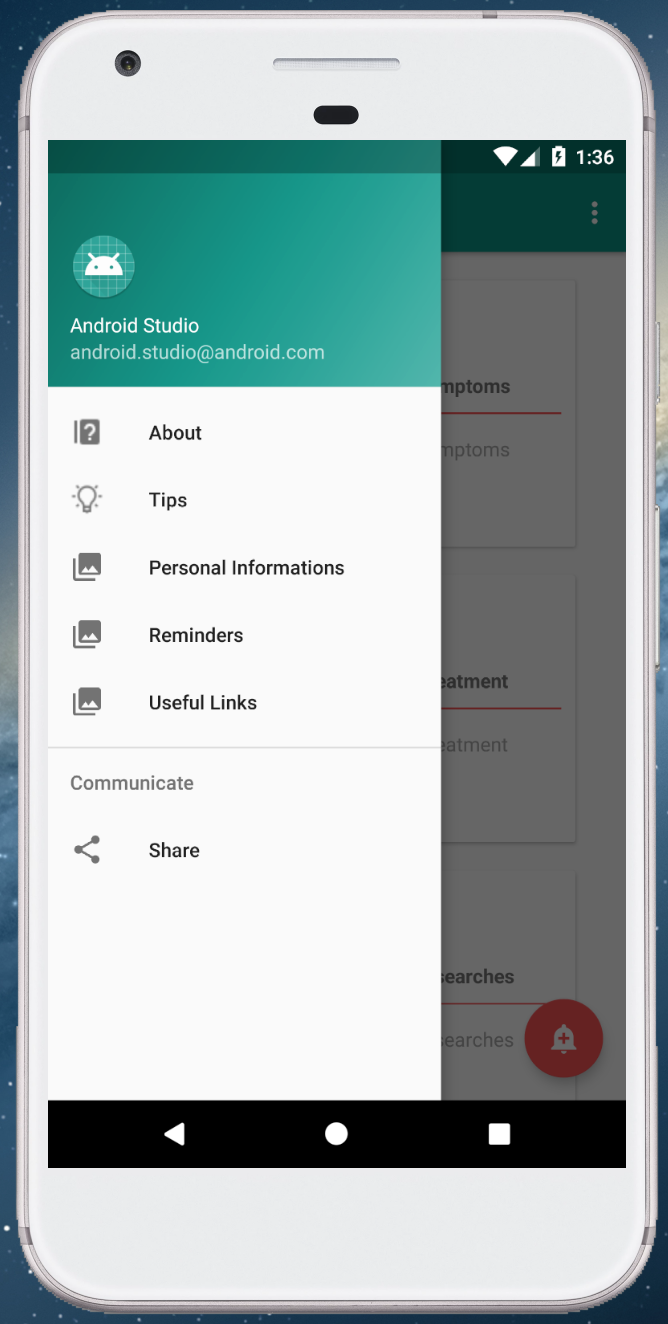 1:36
Android Studio
android.studio@android.com
About
Tips
Personal Informations
Reminders
Useful Links
Communicate
Share
mptoms
mptoms
eatment
eatment
searches
searches